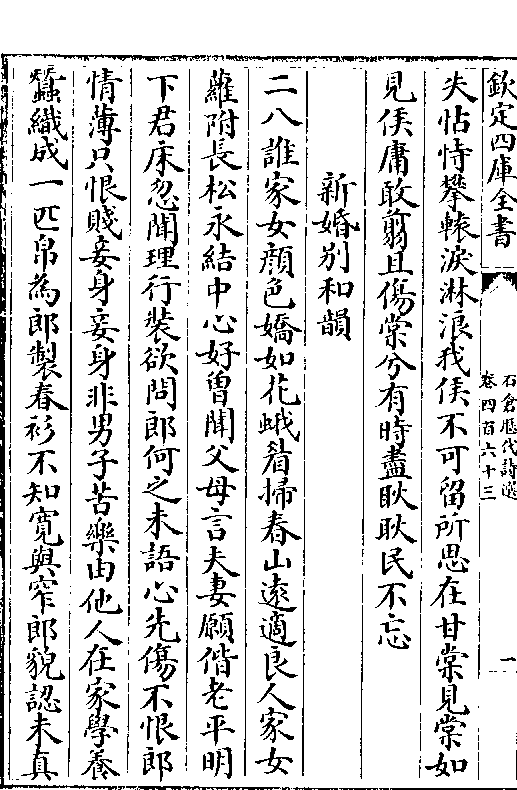 欽定四庫全書
石倉歷代詩選
卷四百六十三
一
失怙恃攀轅淚淋浪我侯不可留所思在甘棠見棠如
見侯庸敢翦且傷棠兮有時盡耿耿民不忘
新婚別和韻
二八誰家女顔色嬌如花蛾眉掃春山遠適良人家女
蘿附長松永結中心好曽聞父母言夫妻願偕老平明
下君床忽聞理行裝欲問郎何之未語心先傷不恨郎
情薄只恨賤妾身妾身非男子苦樂由他人在家學養
蠶織成一匹帛為郎製春衫不知寛與窄郎貌認未真